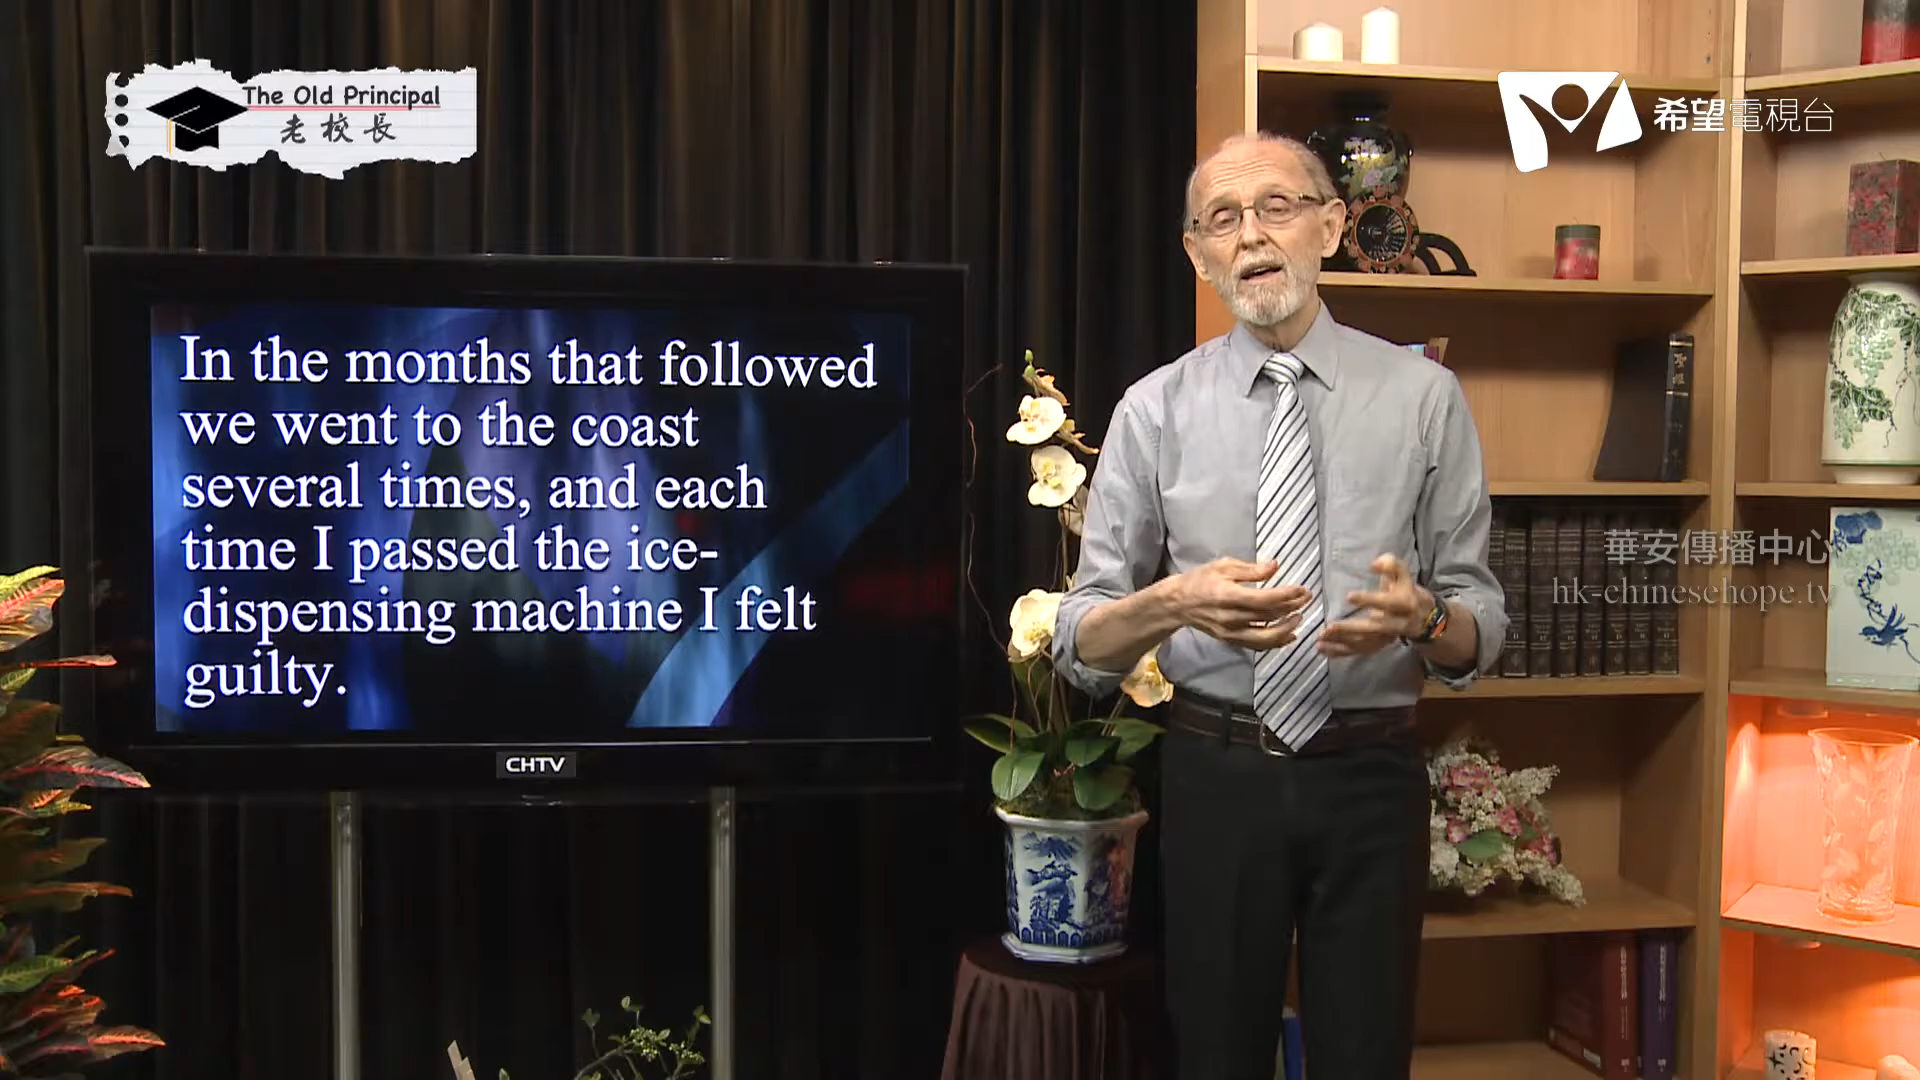 The Old Principal
老校長
希望電視台
In the months that followed
we went to the coast
several times, and each
time I passed the ice-
dispensing machine I felt
guilty.
CHTV
華安傳播中心
hk-chinesehope.tv